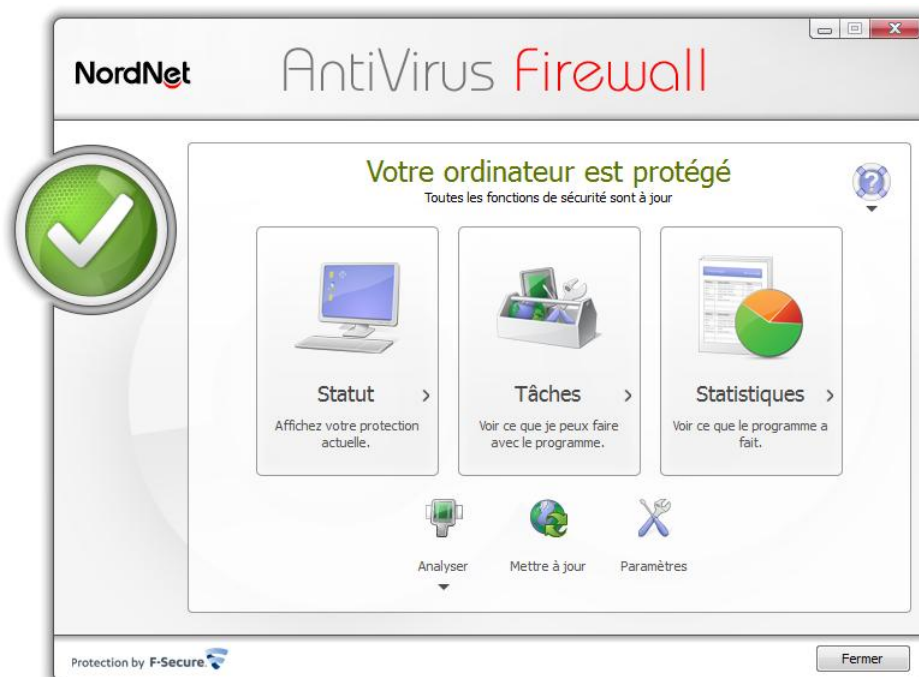 NordNet
AntiVirus Firewall
Votre ordinateur est protégé
Toutes les fonctions de sécurité sont à jour
Statut
Affichez votre protection
actuelle.
Tâches
Voir ce que je peux faire
avec le programme.
Statistiques
Voir ce que le programme a
fait.
Analyser
Mettre à jour
Paramètres
Protection by F-Secure.
Fermer